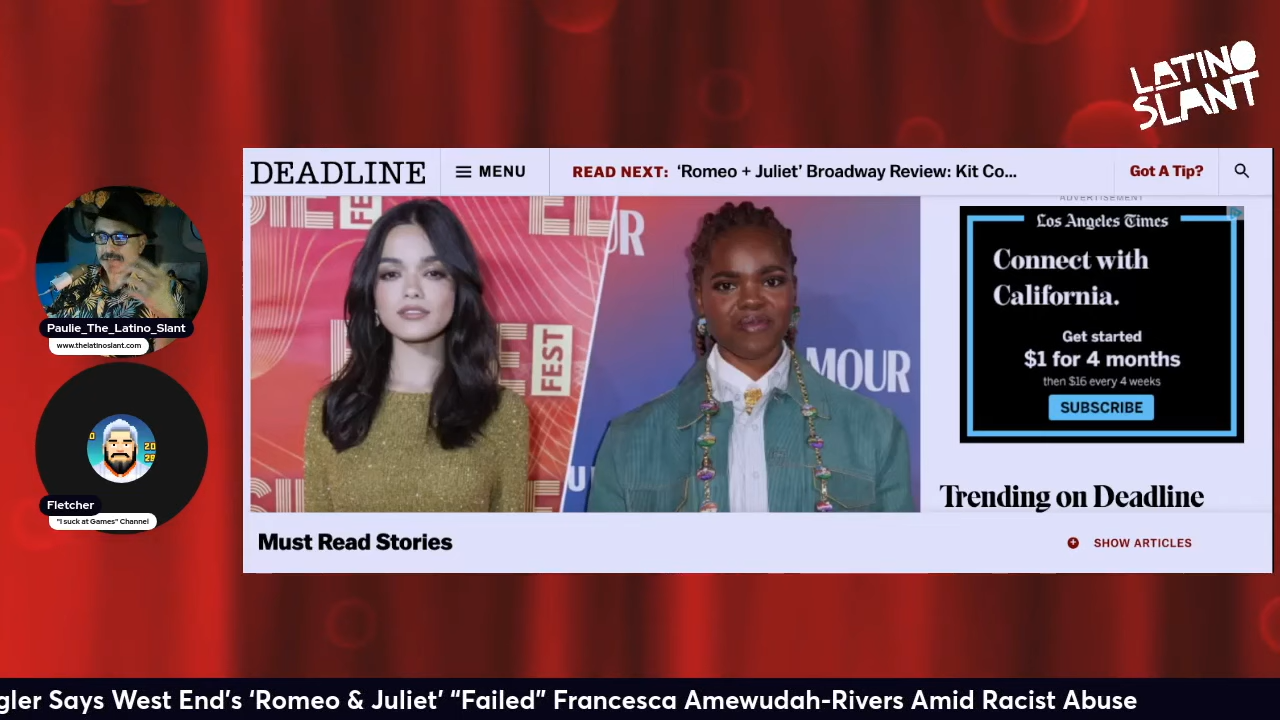 LATINO
SLANT
DEADLINE
MENU
READ NEXT: ‘Romeo + Juliet’ Broadway Review: Kit Co...
Got A Tip?
ADVERTISEMENT
Los Angeles Times
Connect with
California.
Get started
$1 for 4 months
then $16 every 4 weeks
SUBSCRIBE
FEST
MOUR
Trending on Deadline
Must Read Stories
SHOW ARTICLES
Paulie_The_Latino_Slant
www.thelatinoslant.com
Fletcher
"I suck at Games" Channel
gler Says West End’s ‘Romeo & Juliet’ “Failed” Francesca Amewudah-Rivers Amid Racist Abuse